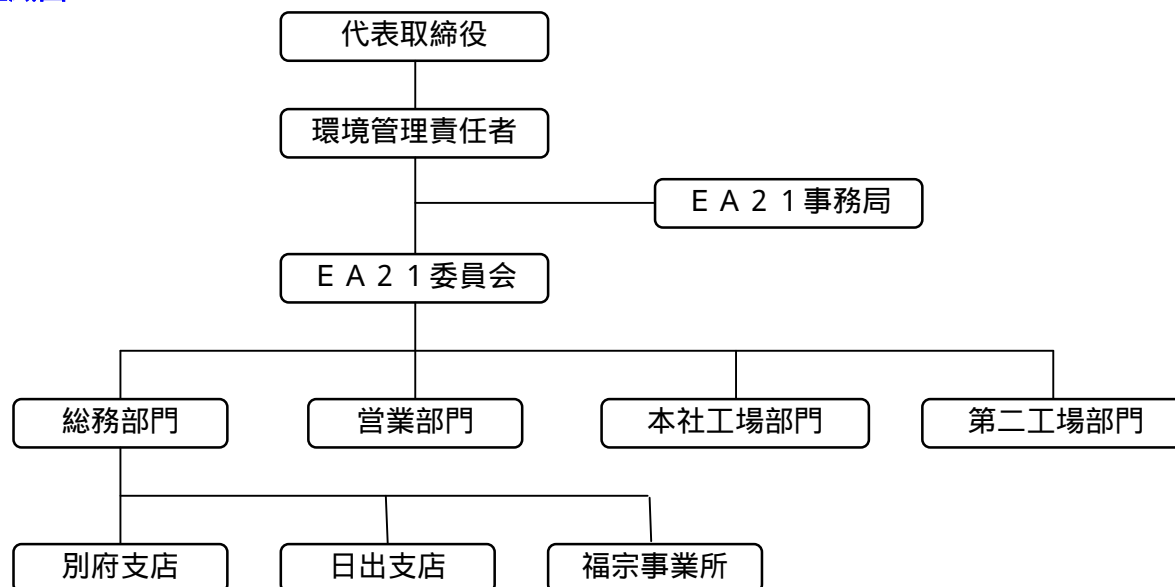 代表取締役
環境管理責任者
ＥＡ２１事務局
ＥＡ２１委員会
総務部門
営業部門
本社工場部門
第二工場部門
別府支店
日出支店
福宗事業所